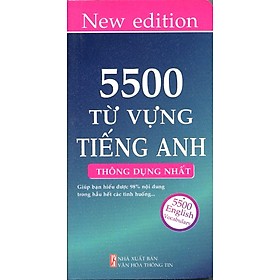 New edition
5500
TỪ VỰNG
TIẾNG ANH
THÔNG DỤNG NHẤT
Giúp bạn hiểu được 98% nội dung
trong hầu hết các tình huống...
5500
English
Vocabulary
NHÀ XUẤT BẢN
VĂN HÓA THÔNG TIN